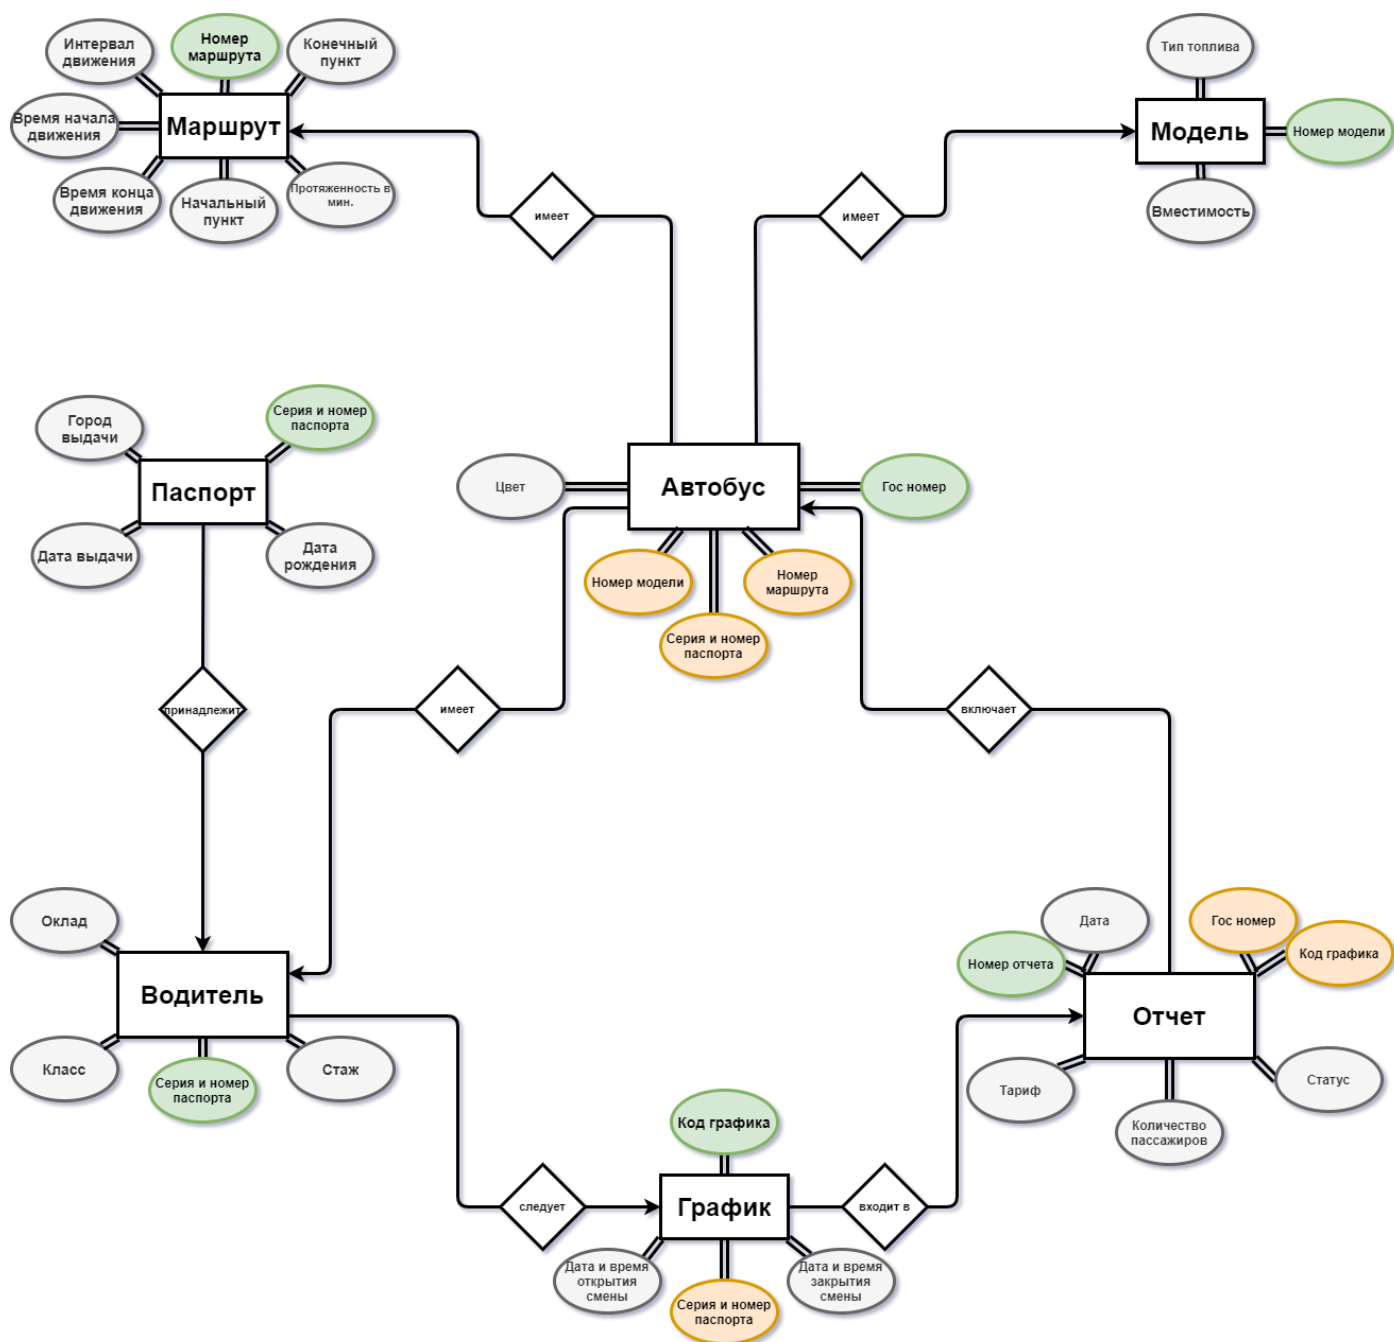 Интервал
движения
Номер
маршрута
Конечный
пункт
Время начала
движения
Маршрут
Время конца
движения
Начальный
пункт
Протяженность в
мин.
имеет
имеет
Тип топлива
Модель
Номер модели
Вместимость
Город
выдачи
Серия и номер
паспорта
Паспорт
Дата выдачи
Дата
рождения
Цвет
Автобус
Гос номер
Номер модели
Номер
маршрута
Серия и номер
паспорта
принадлежит
имеет
включает
Оклад
Водитель
Класс
Серия и номер
паспорта
Стаж
Дата
Гос номер
Номер отчета
Код графика
Отчет
Тариф
Количество
пассажиров
Статус
Код графика
следует
График
входит в
Дата и время
открытия
смены
Серия и номер
паспорта
Дата и время
закрытия
смены